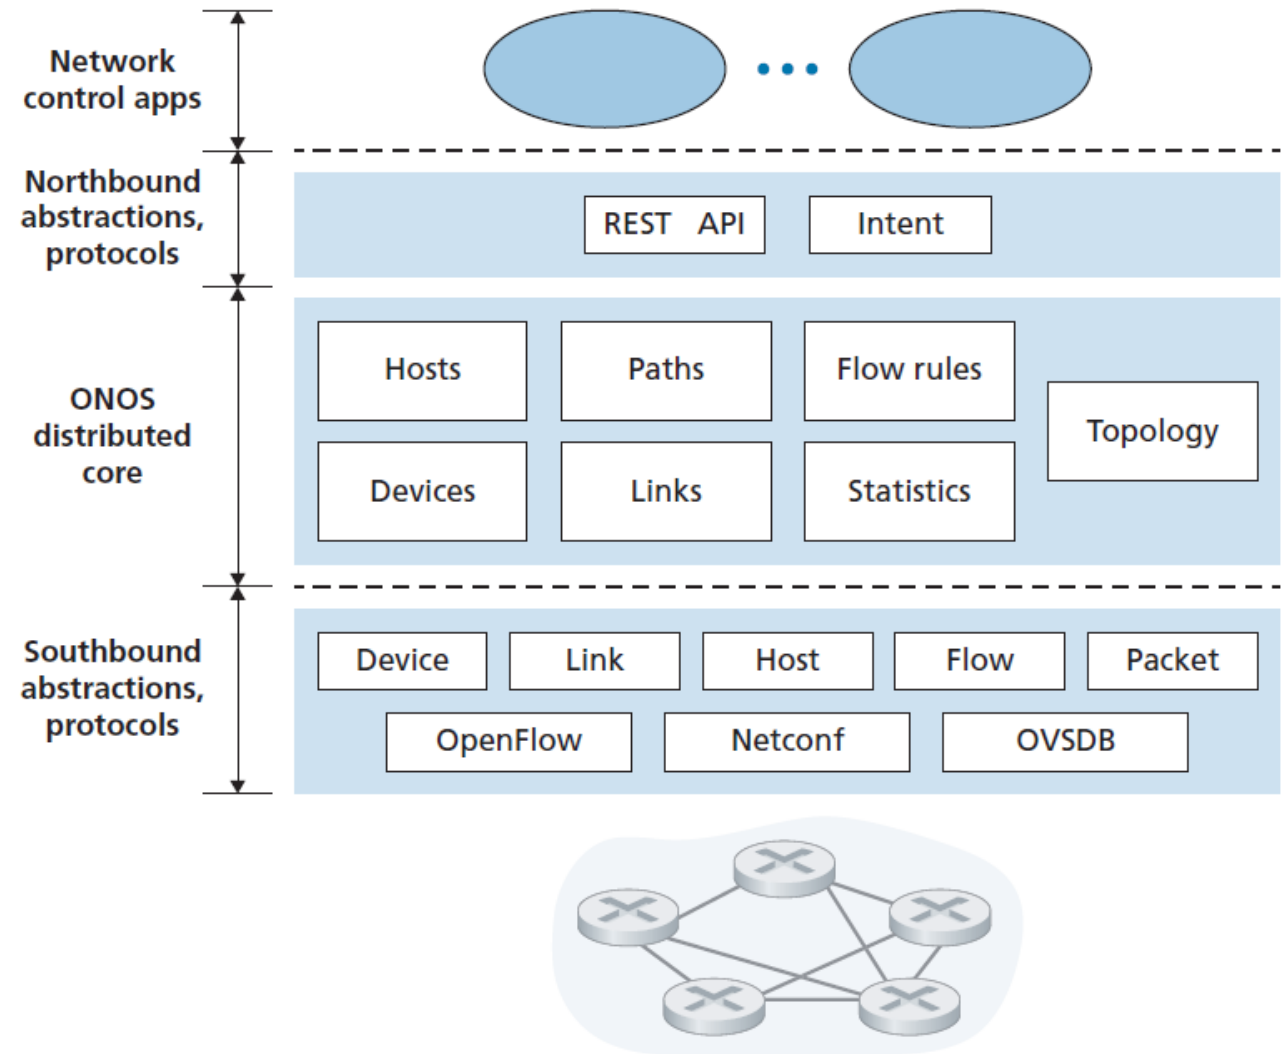 Network
control apps
Northbound
abstractions,
protocols
REST API
Intent
ONOS
distributed
core
Hosts
Paths
Flow rules
Topology
Devices
Links
Statistics
Southbound
abstractions,
protocols
Device
Link
Host
Flow
Packet
OpenFlow
Netconf
OVSDB